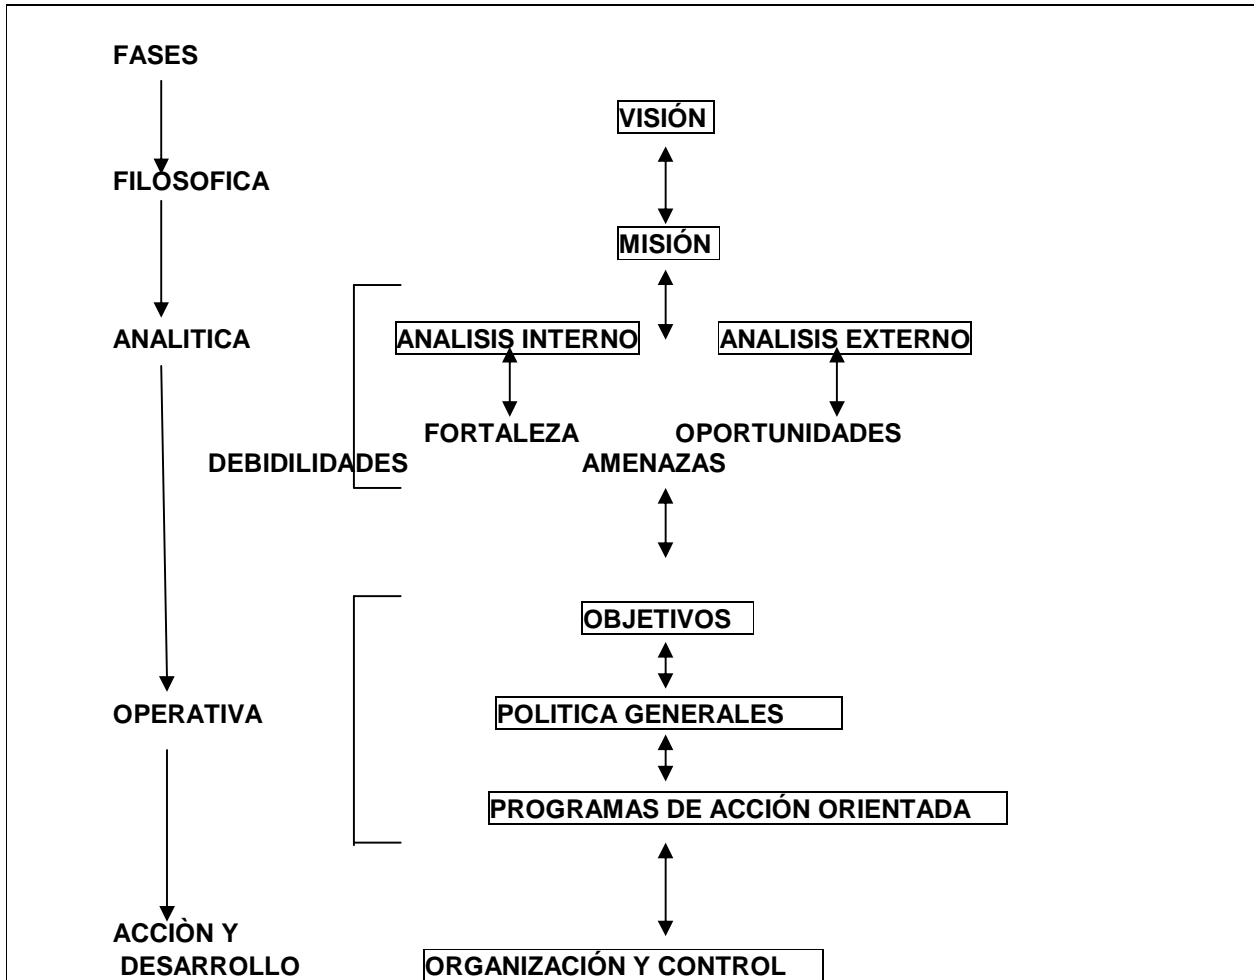 FASES
VISIÓN
FILOSOFICA
MISIÓN
ANALITICA ANALISIS INTERNO ANALISIS EXTERNO
FORTALEZA OPORTUNIDADES
DEBIDILIDADES AMENAZAS
OBJETIVOS
OPERATIVA POLITICA GENERALES
PROGRAMAS DE ACCIÓN ORIENTADA
ACCIÒN Y
DESARROLLO ORGANIZACIÓN Y CONTROL